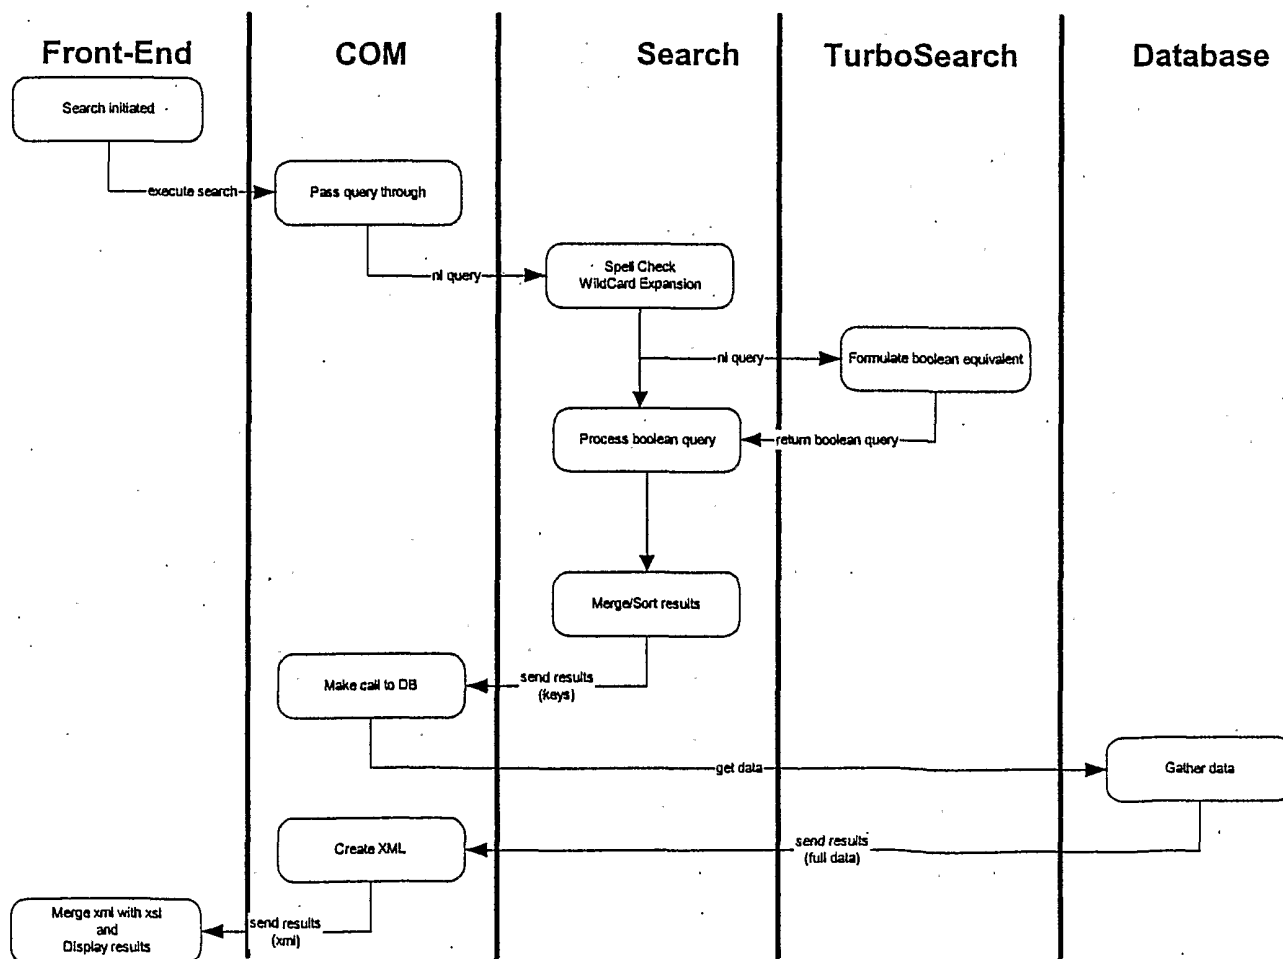 Front-End
COM
Search
TurboSearch
Database
Search initiated
execute search
Pass query through
nl query
Spell Check
WildCard Expansion
nl query
Formulate boolean equivalent
Process boolean query
return boolean query
Merge/Sort results
Make call to DB
send results
(keys)
get data
Gather data
Create XML
send results
(full data)
Merge xml with xsl
and
Display results
send results
(xml)